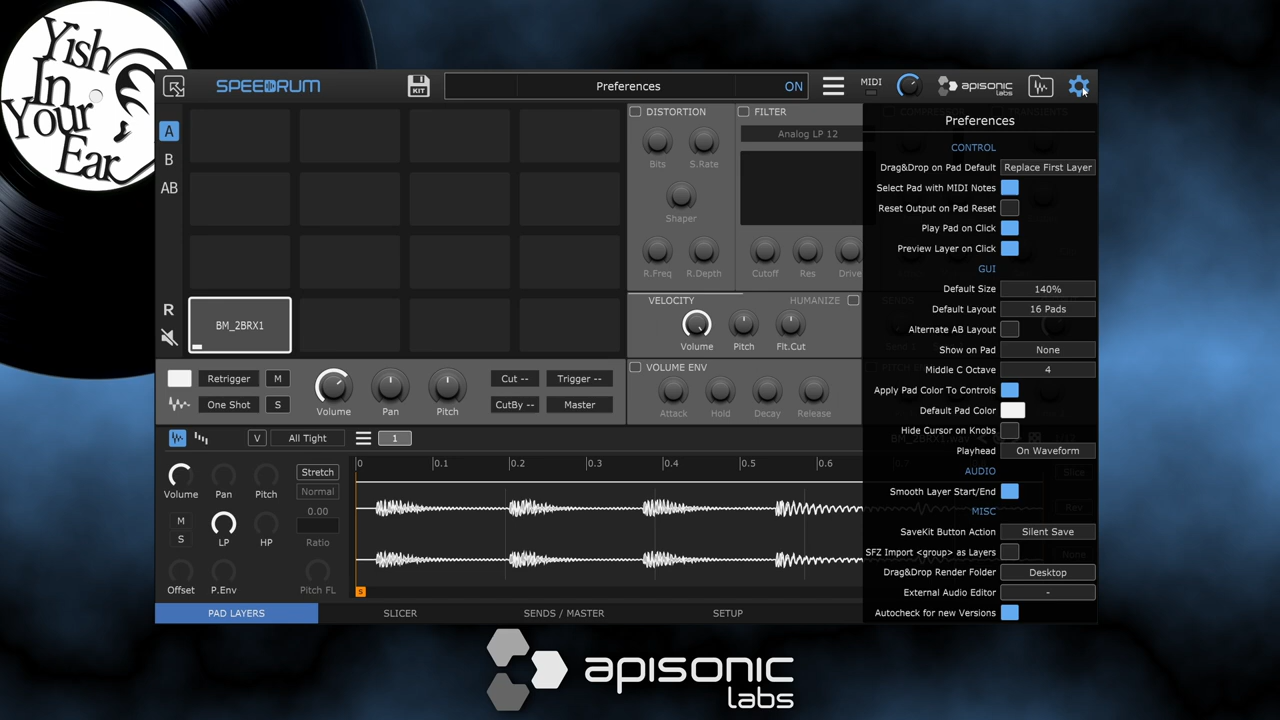 Yish
In
Your
Ear
SPEEDRUM
KIT
Preferences
ON
MIDI
apisonic
labs
A
B
AB
R
BM_2BRX1
DISTORTION
Bits
S.Rate
Shaper
R.Freq
R.Depth
FILTER
Analog LP 12
Cutoff
Res
Drive
VELOCITY
HUMANIZE
Volume
Pitch
Flt.Cut
VOLUME ENV
Attack
Hold
Decay
Release
Retrigger
M
One Shot
S
Volume
Pan
Pitch
Cut --
Trigger --
CutBy --
Master
V
All Tight
1
Volume
Pan
Pitch
Stretch
Normal
M
S
LP
HP
0.00
Ratio
Offset
P.Env
Pitch FL
0
0.1
0.2
0.3
0.4
0.5
0.6
S
PAD LAYERS
SLICER
SENDS / MASTER
SETUP
Preferences
CONTROL
Drag&Drop on Pad Default Replace First Layer
Select Pad with MIDI Notes
Reset Output on Pad Reset
Play Pad on Click
Preview Layer on Click
GUI
Default Size 140%
Default Layout 16 Pads
Alternate AB Layout
Show on Pad None
Middle C Octave 4
Apply Pad Color To Controls
Default Pad Color
Hide Cursor on Knobs
Playhead On Waveform
AUDIO
Smooth Layer Start/End
MISC
SaveKit Button Action Silent Save
SFZ Import <group> as Layers
Drag&Drop Render Folder Desktop
External Audio Editor -
Autocheck for new Versions
apisonic
labs